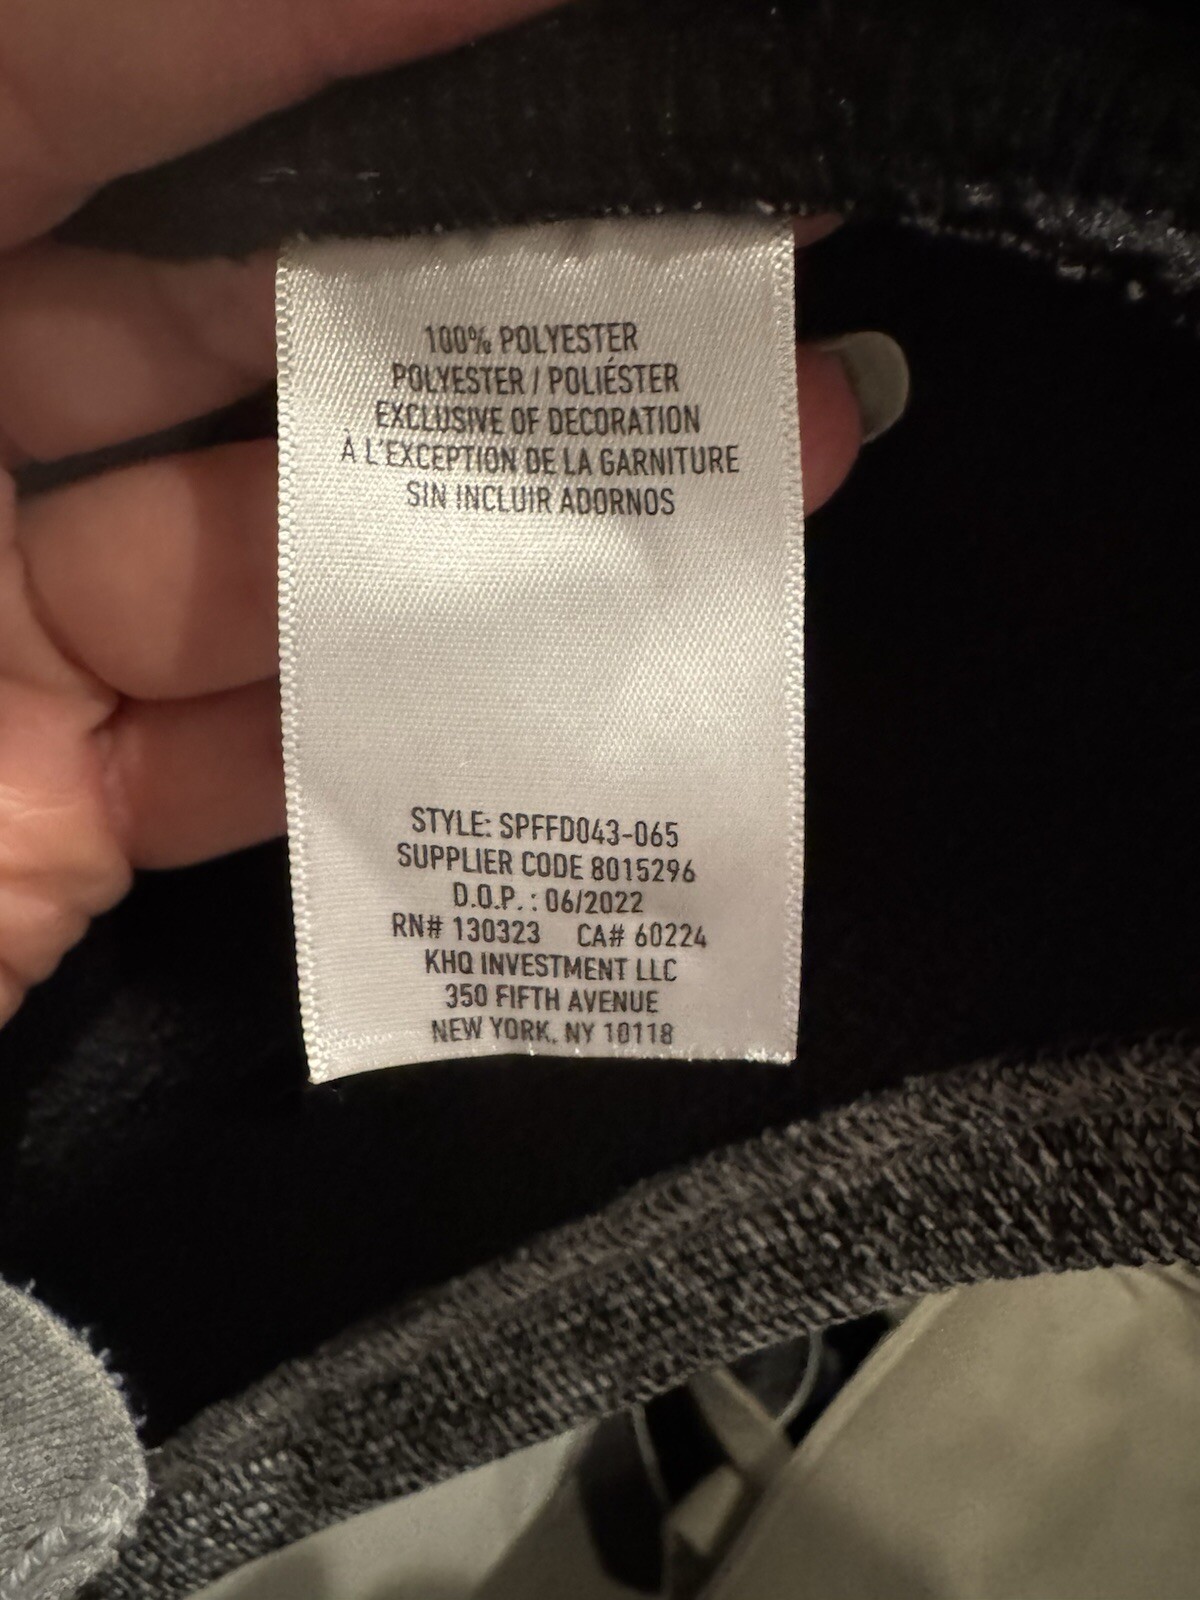 100% POLYESTER
POLYESTER / POLIÉSTER
EXCLUSIVE OF DECORATION
À L'EXCEPTION DE LA GARNITURE
SIN INCLUIR ADORNOS
STYLE: SPFFD043-065
SUPPLIER CODE 8015296
D.O.P. : 06/2022
RN# 130323 CA# 60224
KHQ INVESTMENT LLC
350 FIFTH AVENUE
NEW YORK, NY 10118